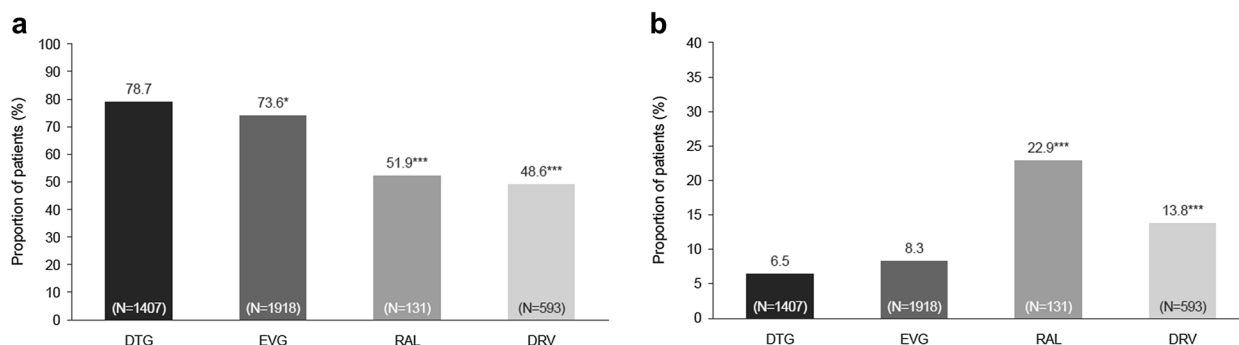 a
Proportion of patients (%)
100
90
80
70
60
50
40
30
20
10
0
78.7
73.6*
51.9***
48.6***
(N=1407)
(N=1918)
(N=131)
(N=593)
DTG
EVG
RAL
DRV
b
Proportion of patients (%)
40
35
30
25
20
15
10
5
0
6.5
8.3
22.9***
13.8***
(N=1407)
(N=1918)
(N=131)
(N=593)
DTG
EVG
RAL
DRV